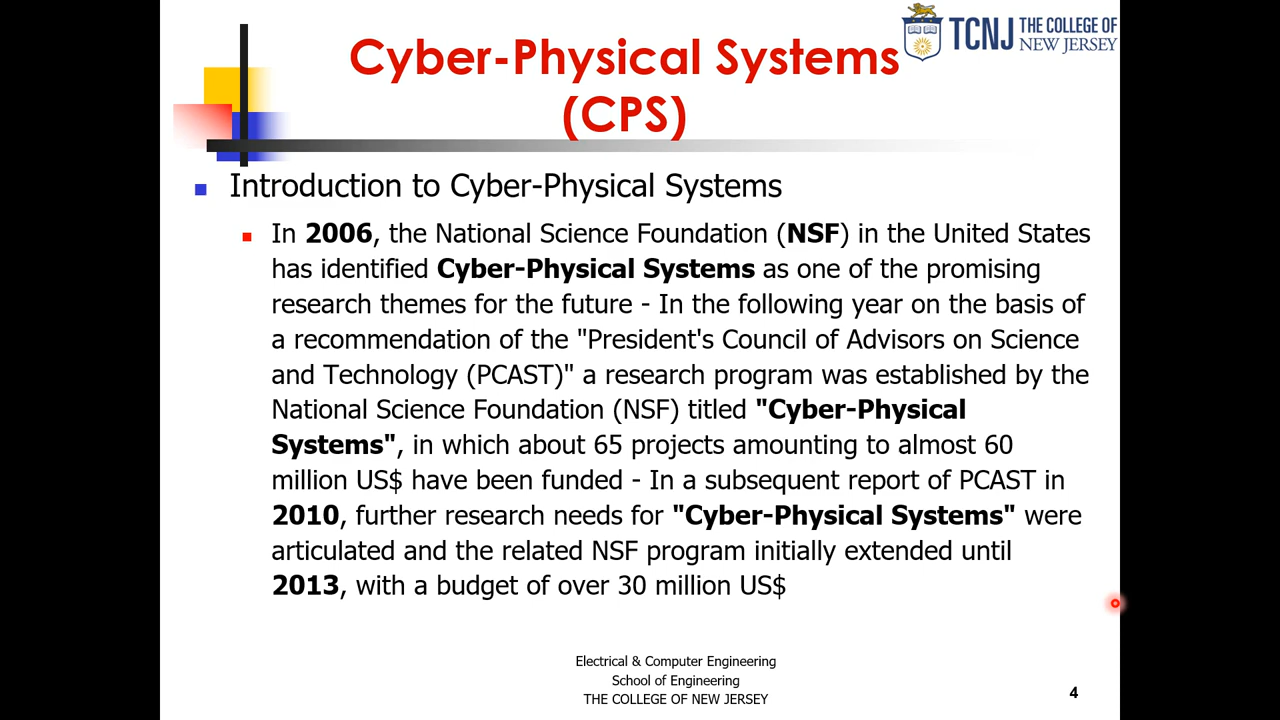 TCNJ THE COLLEGE OF
NEW JERSEY
Cyber-Physical Systems
(CPS)
Introduction to Cyber-Physical Systems
In 2006, the National Science Foundation (NSF) in the United States
has identified Cyber-Physical Systems as one of the promising
research themes for the future - In the following year on the basis of
a recommendation of the "President's Council of Advisors on Science
and Technology (PCAST)" a research program was established by the
National Science Foundation (NSF) titled "Cyber-Physical
Systems", in which about 65 projects amounting to almost 60
million US$ have been funded - In a subsequent report of PCAST in
2010, further research needs for "Cyber-Physical Systems" were
articulated and the related NSF program initially extended until
2013, with a budget of over 30 million US$
Electrical & Computer Engineering
School of Engineering
THE COLLEGE OF NEW JERSEY
4